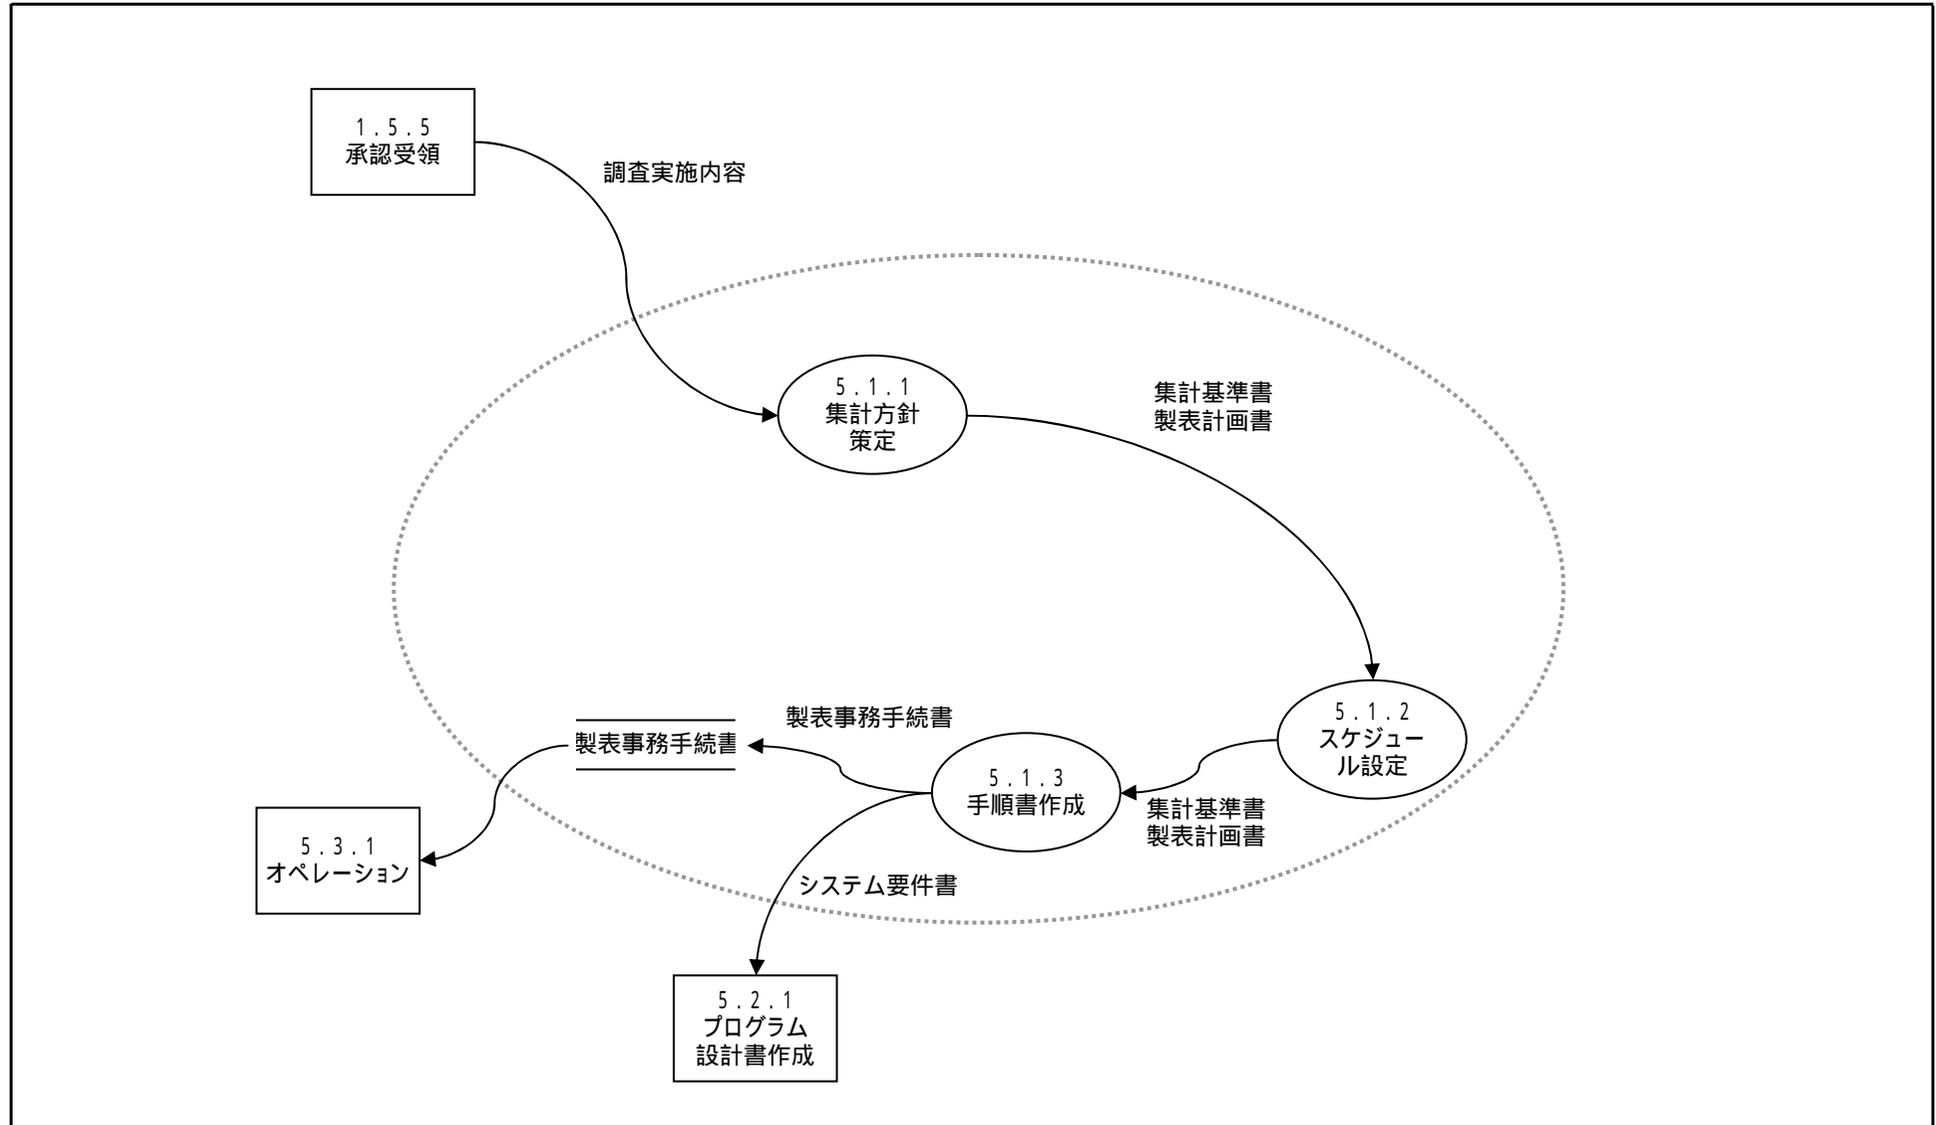 1.5.5
承認受領
調査実施内容
5.1.1
集計方針
策定
集計基準書
製表計画書
5.1.2
スケジュー
ル設定
製表事務手続書
製表事務手続書
5.1.3
手順書作成
集計基準書
製表計画書
5.3.1
オペレーション
システム要件書
5.2.1
プログラム
設計書作成